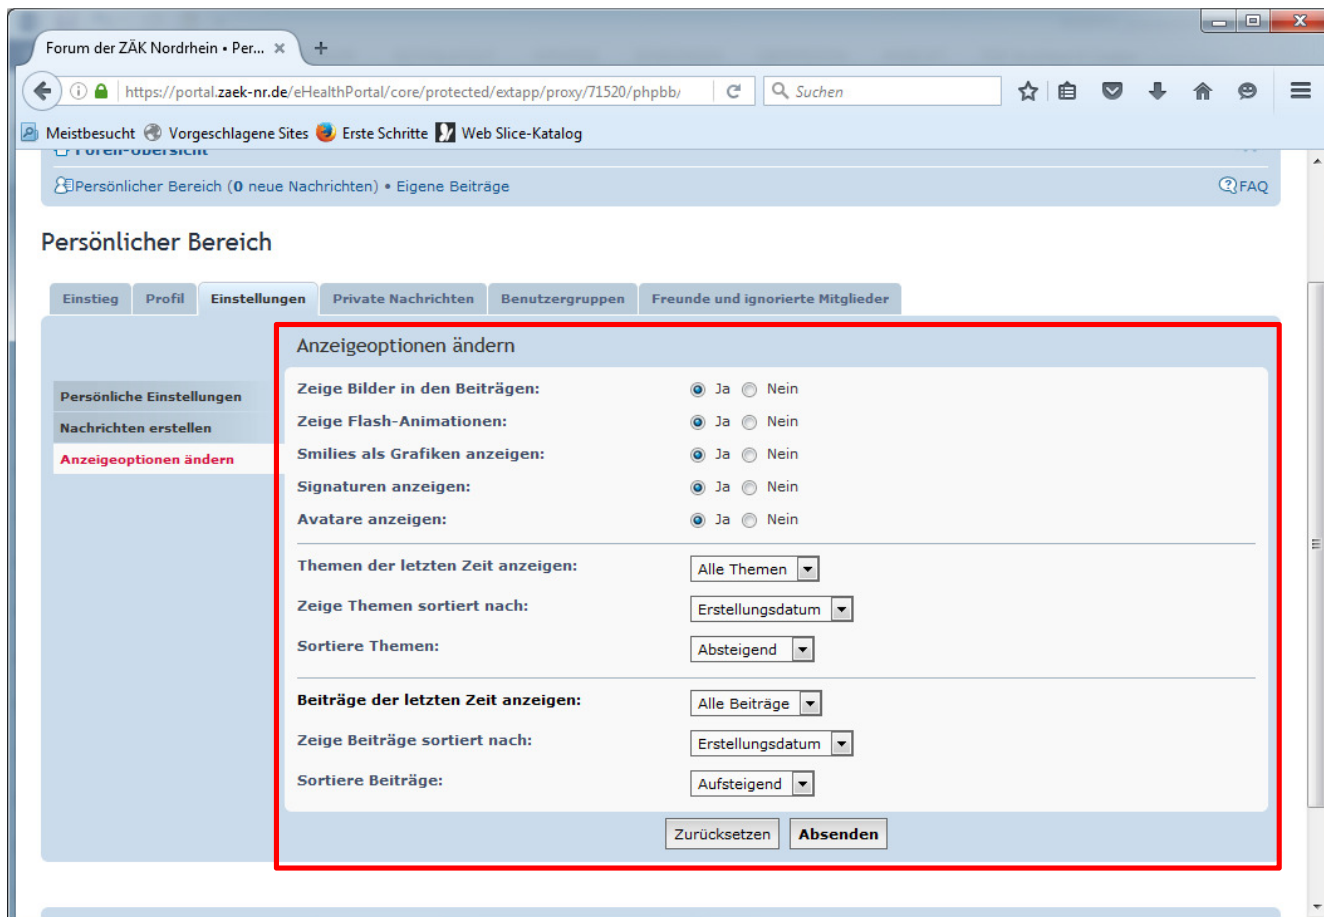 Forum der ZÄK Nordrhein • Per...
https://portal.zaek-nr.de/eHealthPortal/core/protected/extapp/proxy/71520/phpbb/
Suchen
Meistbesucht Vorgeschlagene Sites Erste Schritte Web Slice-Katalog
Foren-Übersicht
Persönlicher Bereich (0 neue Nachrichten) • Eigene Beiträge FAQ
Persönlicher Bereich
Einstieg Profil Einstellungen Private Nachrichten Benutzergruppen Freunde und ignorierte Mitglieder
Anzeigeoptionen ändern
Persönliche Einstellungen
Nachrichten erstellen
Anzeigeoptionen ändern
Zeige Bilder in den Beiträgen: Ja Nein
Zeige Flash-Animationen: Ja Nein
Smilies als Grafiken anzeigen: Ja Nein
Signaturen anzeigen: Ja Nein
Avatare anzeigen: Ja Nein
Themen der letzten Zeit anzeigen: Alle Themen
Zeige Themen sortiert nach: Erstellungsdatum
Sortiere Themen: Absteigend
Beiträge der letzten Zeit anzeigen: Alle Beiträge
Zeige Beiträge sortiert nach: Erstellungsdatum
Sortiere Beiträge: Aufsteigend
Zurücksetzen Absenden